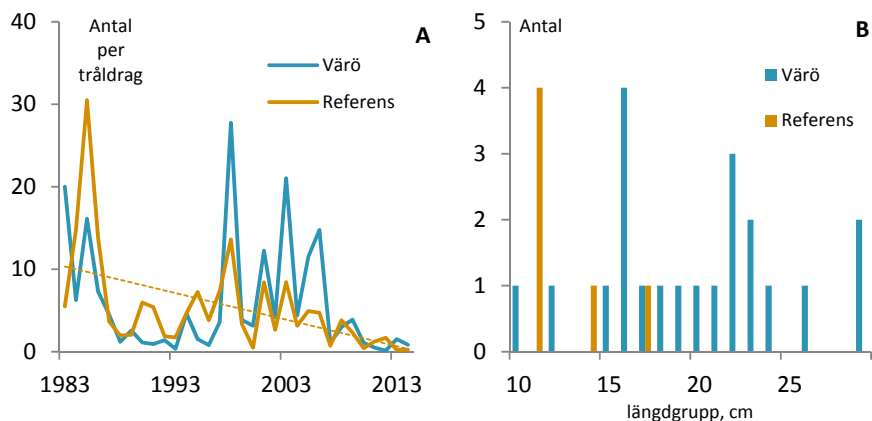 Antal
per
tråldrag
A
Värö
Referens
40
30
20
10
0
1983
1993
2003
2013
Antal
B
Värö
Referens
5
4
3
2
1
0
10
15
20
25
längdgrupp, cm